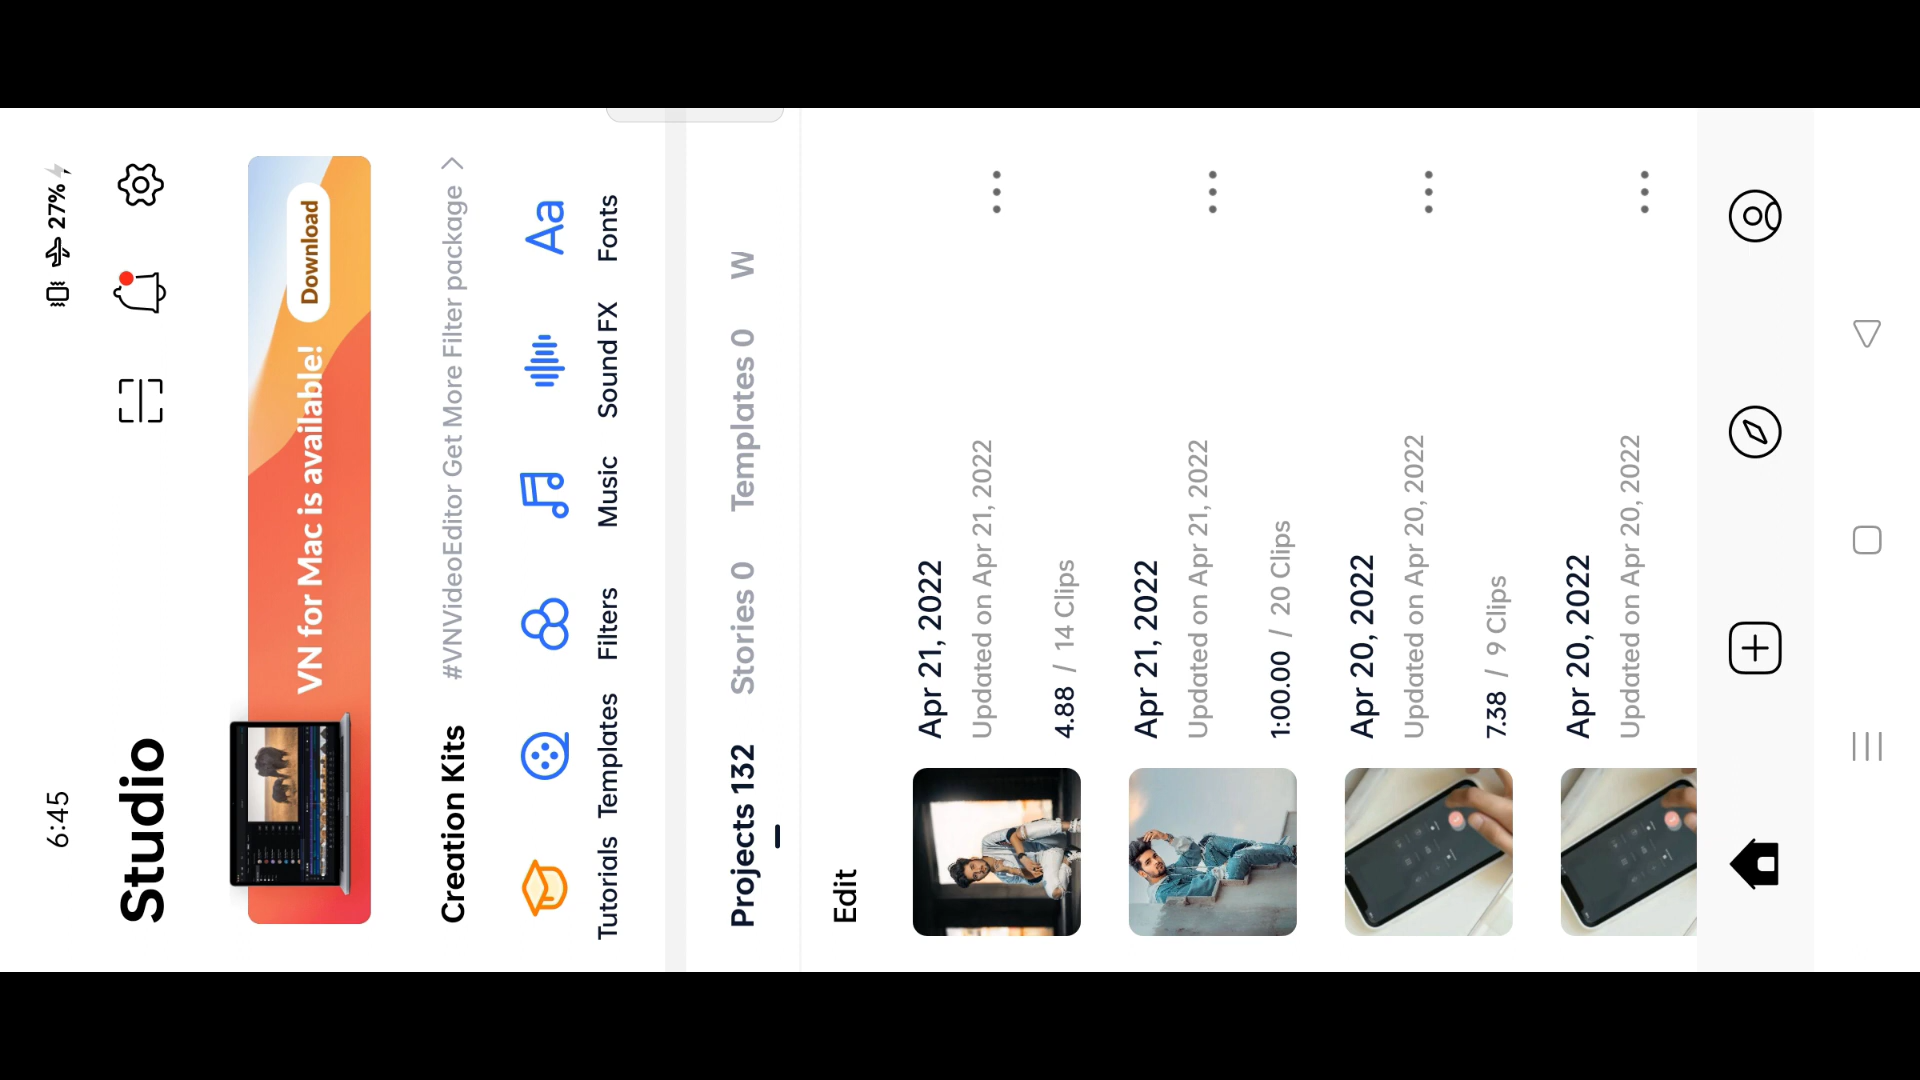 6:45 27%
Studio
VN for Mac is available! Download
Creation Kits #VNVideoEditor Get More Filter package >
Tutorials Templates Filters Music Sound FX Fonts
Aa
Projects 132 Stories 0 Templates 0 W
Edit
Apr 21, 2022
Updated on Apr 21, 2022
4.88 / 14 Clips
Apr 21, 2022
Updated on Apr 21, 2022
1:00.00 / 20 Clips
Apr 20, 2022
Updated on Apr 20, 2022
7.38 / 9 Clips
Apr 20, 2022
Updated on Apr 20, 2022